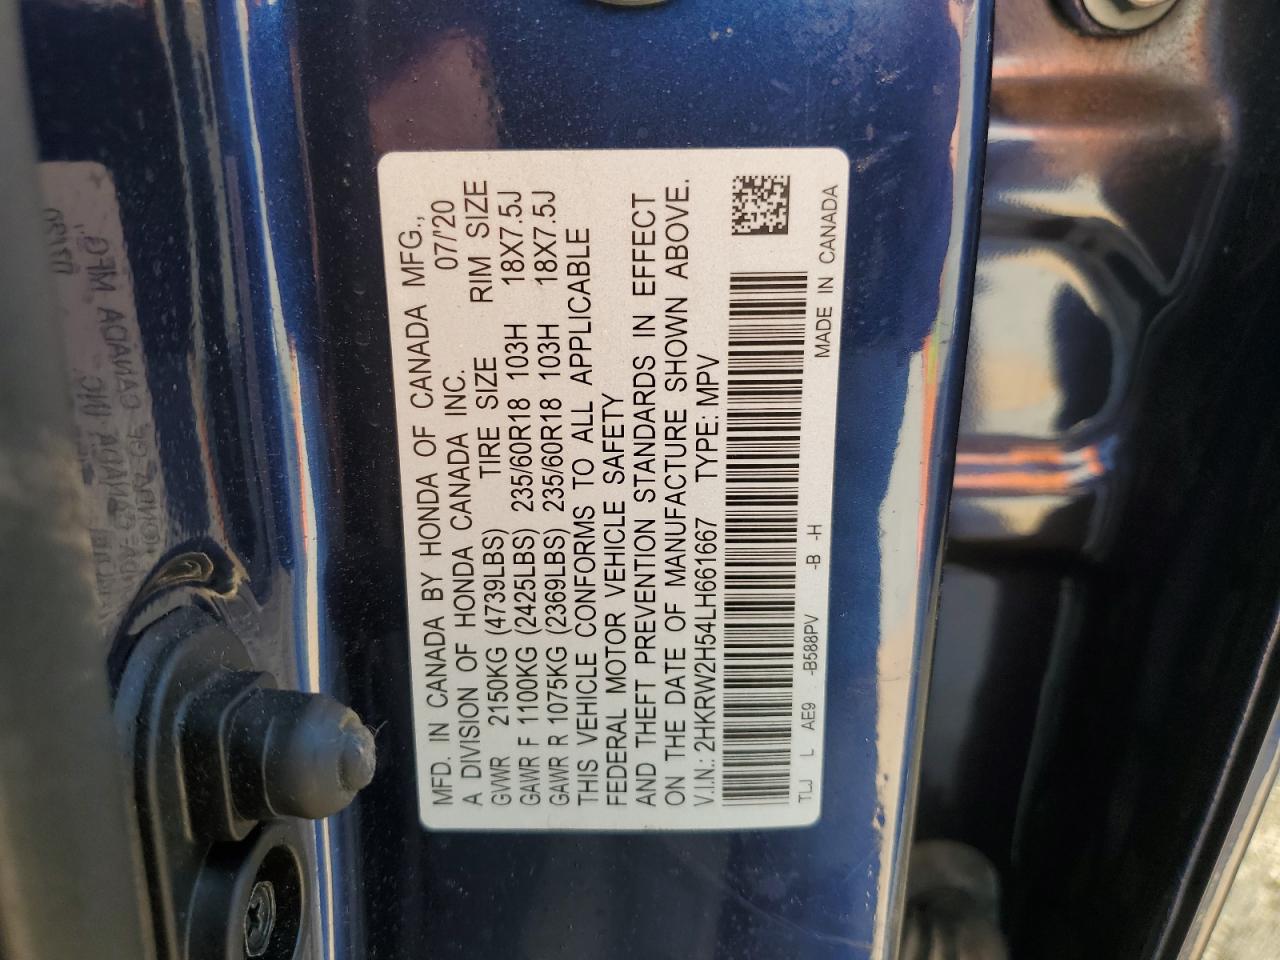 MFD. IN CANADA BY HONDA OF CANADA MFG.,
A DIVISION OF HONDA CANADA INC. 07/'20
GVWR 2150KG (4739LBS) TIRE SIZE RIM SIZE
GAWR F 1100KG (2425LBS) 235/60R18 103H 18X7.5J
GAWR R 1075KG (2369LBS) 235/60R18 103H 18X7.5J
THIS VEHICLE CONFORMS TO ALL APPLICABLE
FEDERAL MOTOR VEHICLE SAFETY
AND THEFT PREVENTION STANDARDS IN EFFECT
ON THE DATE OF MANUFACTURE SHOWN ABOVE.
V.I.N.: 2HKRW2H54LH661667 TYPE: MPV
TLJ L AE9 -B588PV -B -H MADE IN CANADA